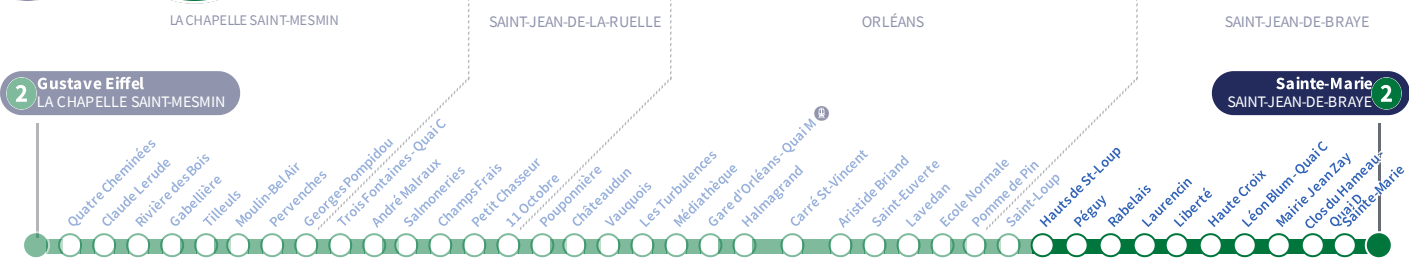 LA CHAPELLE SAINT-MESMIN
SAINT-JEAN-DE-LA-RUELLE
ORLÉANS
SAINT-JEAN-DE-BRAYE
2
Gustave Eiffel
LA CHAPELLE SAINT-MESMIN
Sainte-Marie
SAINT-JEAN-DE-BRAYE
2
Quatre Cheminées
Claude Lerude
Rivière des Bois
Gabellière
Tilleuls
Moulin-Bel Air
Pervenches
Georges Pompidou
Trois Fontaines - Quai C
André Malraux
Salmoneries
Champs Frais
Petit Chasseur
11 Octobre
Pouponnière
Châteaudun
Vauquois
Les Turbulences
Médiathèque
Gare d'Orléans - Quai M
Halmagrand
Carré St-Vincent
Aristide Briand
Saint-Euverte
Lavedan
Ecole Normale
Pomme de Pin
Saint-Loup
Hauts de St-Loup
Péguy
Rabelais
Laurencin
Liberté
Haute Croix
Léon Blum - Quai C
Mairie Jean Zay
Clos du Hameau-
Quai D
Sainte-Marie